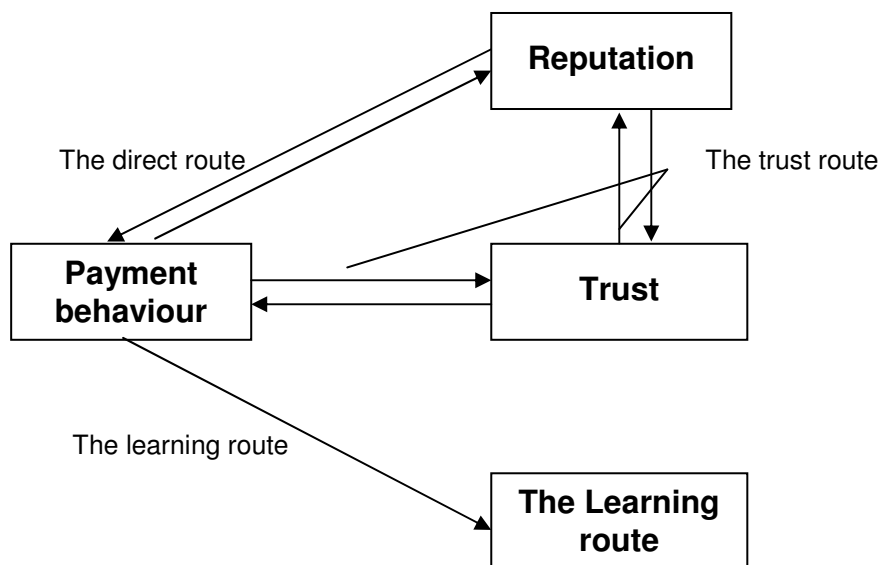 Reputation
The direct route
The trust route
Payment
behaviour
Trust
The learning route
The Learning
route